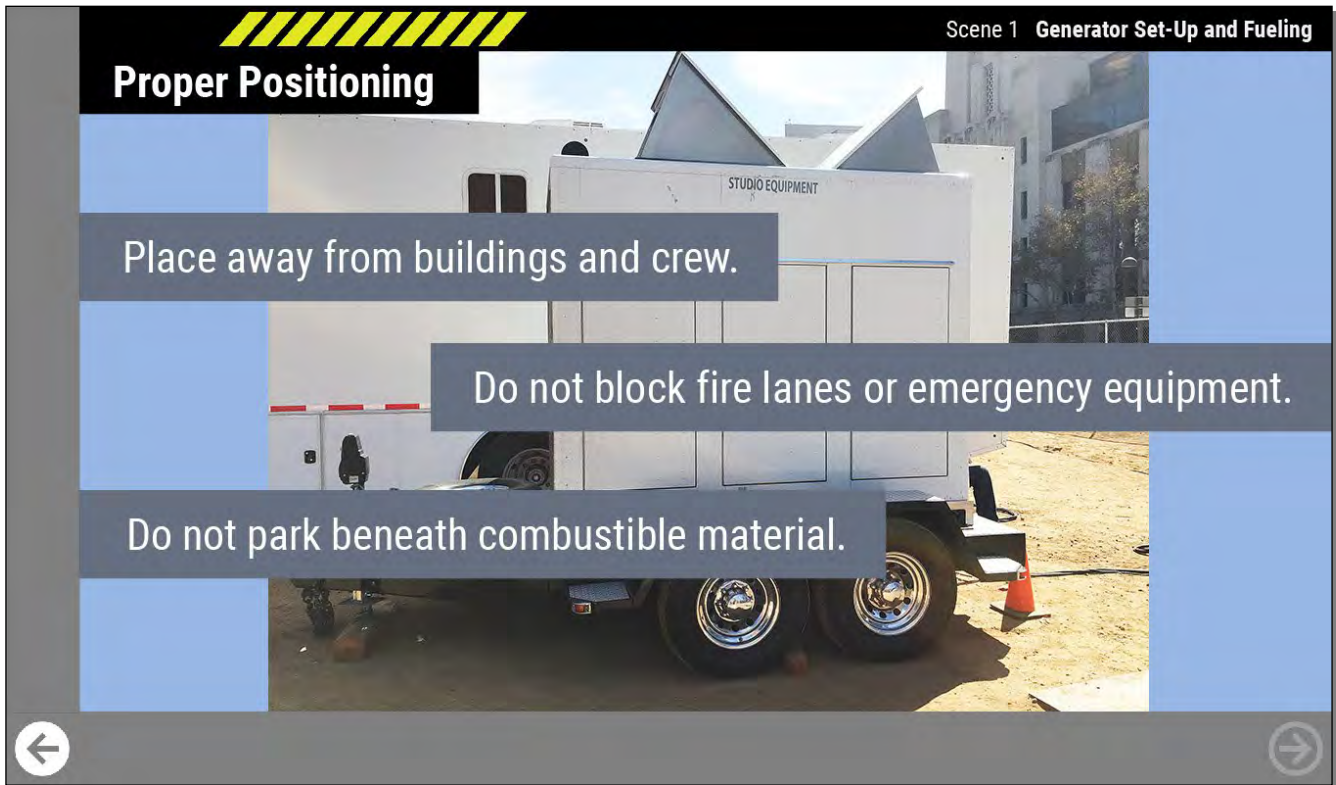 Scene 1 Generator Set-Up and Fueling
Proper Positioning
STUDIO EQUIPMENT
Place away from buildings and crew.
Do not block fire lanes or emergency equipment.
Do not park beneath combustible material.